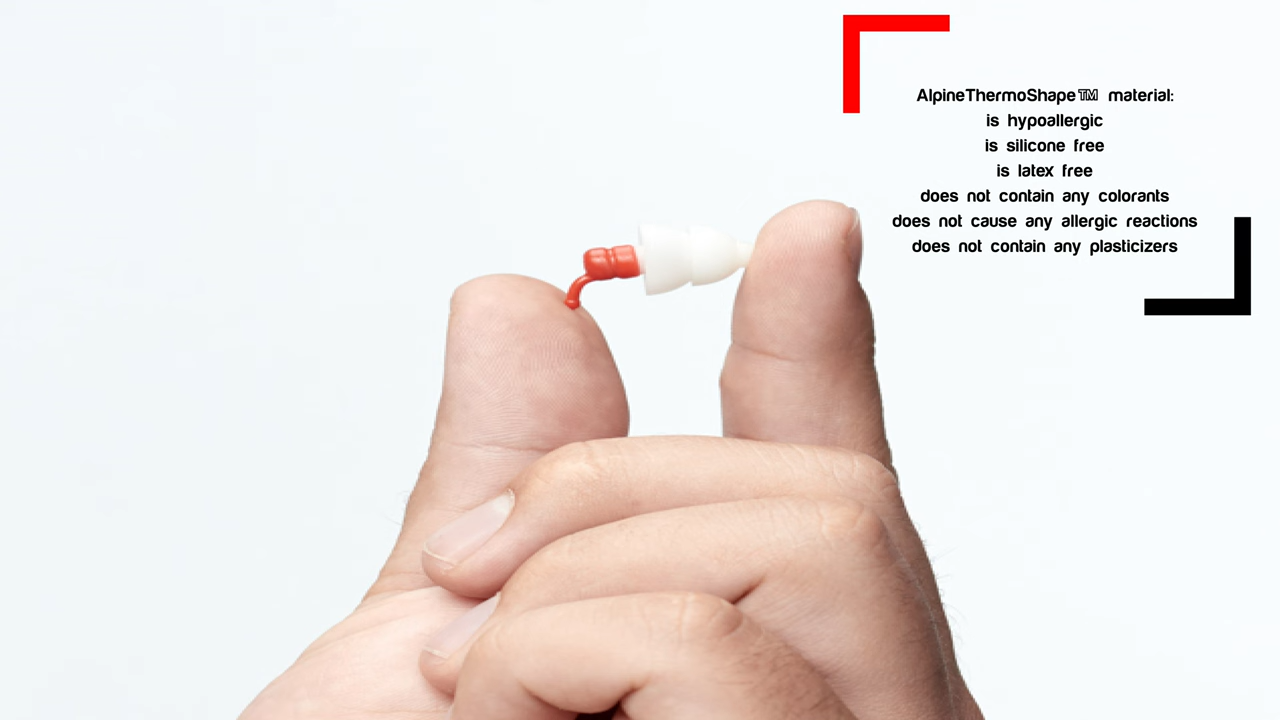 AlpineThermoShape™ material:
is hypoallergic
is silicone free
is latex free
does not contain any colorants
does not cause any allergic reactions
does not contain any plasticizers